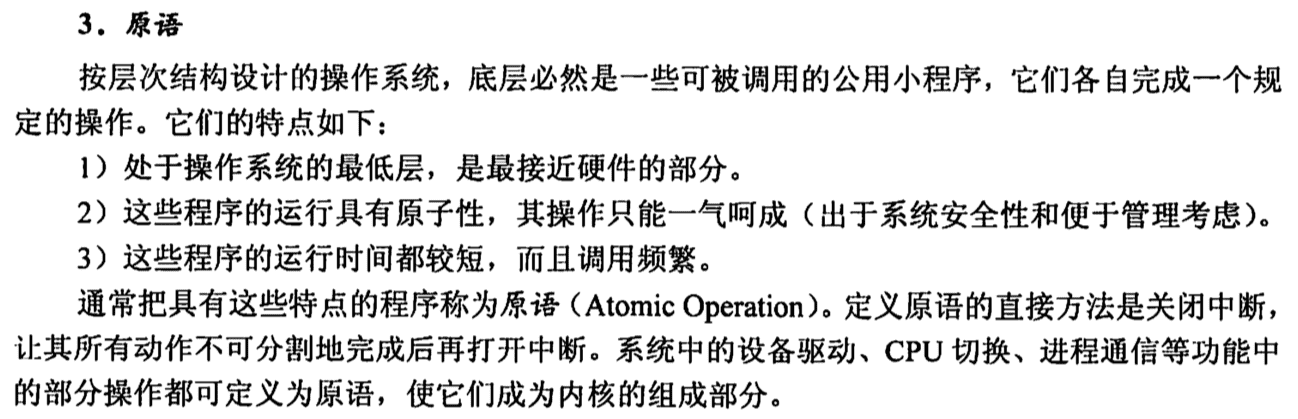 3．原语
按层次结构设计的操作系统，底层必然是一些可被调用的公用小程序，它们各自完成一个规
定的操作。它们的特点如下：
1）处于操作系统的最低层，是最接近硬件的部分。
2）这些程序的运行具有原子性，其操作只能一气呵成（出于系统安全性和便于管理考虑）。
3）这些程序的运行时间都较短，而且调用频繁。
通常把具有这些特点的程序称为原语（Atomic Operation）。定义原语的直接方法是关闭中断，
让其所有动作不可分割地完成后再打开中断。系统中的设备驱动、CPU 切换、进程通信等功能中
的部分操作都可定义为原语，使它们成为内核的组成部分。